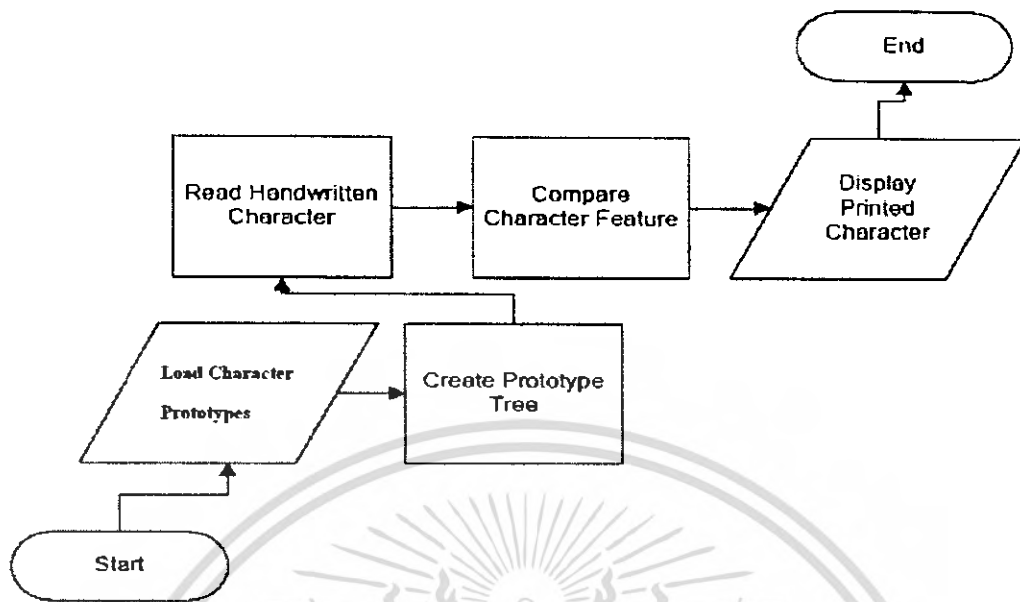 End
Read Handwritten
Character
Compare
Character Feature
Display
Printed
Character
Load Character
Prototypes
Create Prototype
Tree
Start